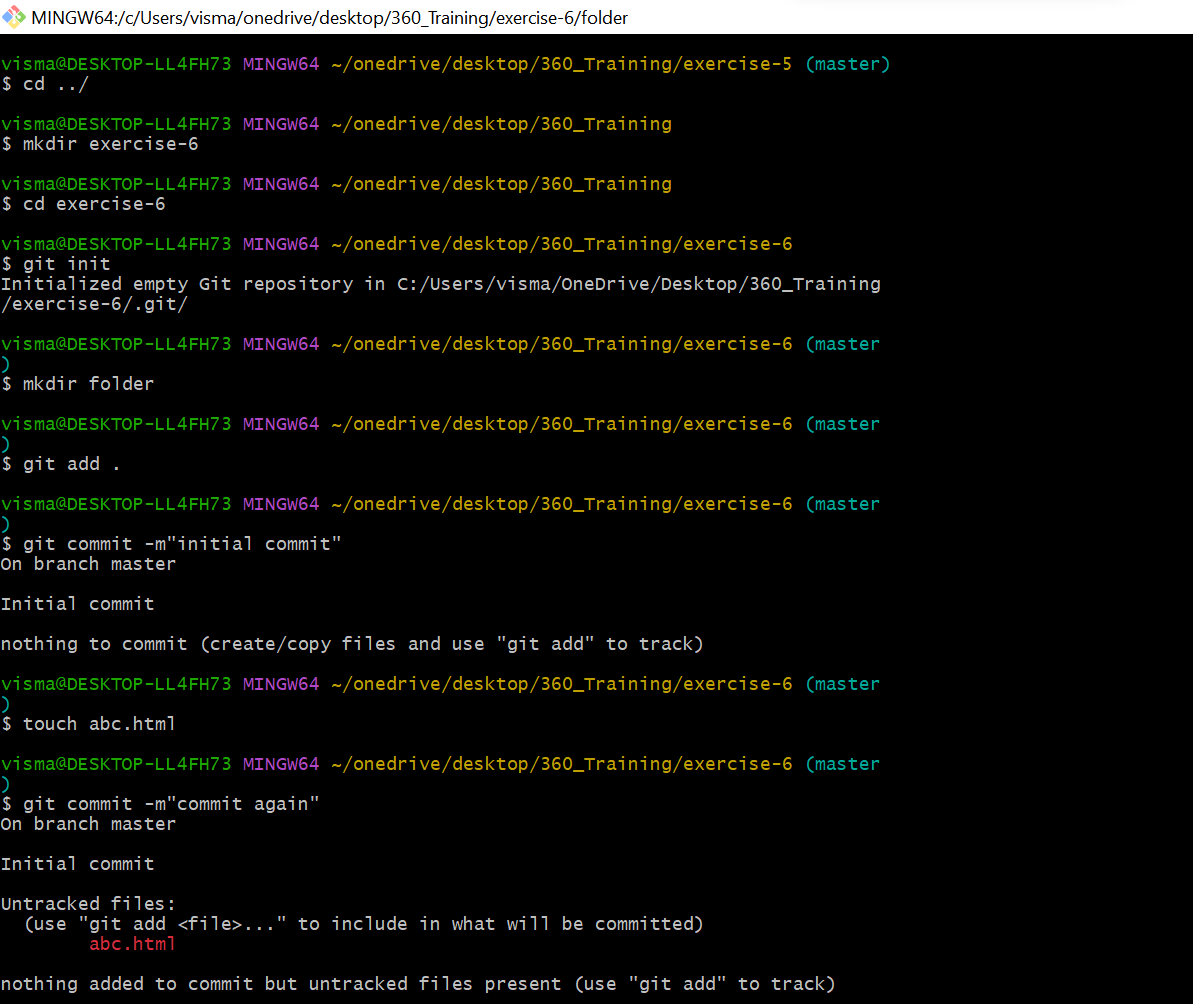 MINGW64:/c/Users/visma/onedrive/desktop/360_Training/exercise-6/folder
visma@DESKTOP-LL4FH73 MINGW64 ~/onedrive/desktop/360_Training/exercise-5 (master)
$ cd ../
visma@DESKTOP-LL4FH73 MINGW64 ~/onedrive/desktop/360_Training
$ mkdir exercise-6
visma@DESKTOP-LL4FH73 MINGW64 ~/onedrive/desktop/360_Training
$ cd exercise-6
visma@DESKTOP-LL4FH73 MINGW64 ~/onedrive/desktop/360_Training/exercise-6
$ git init
Initialized empty Git repository in C:/Users/visma/OneDrive/Desktop/360_Training
/exercise-6/.git/
visma@DESKTOP-LL4FH73 MINGW64 ~/onedrive/desktop/360_Training/exercise-6 (master
)
$ mkdir folder
visma@DESKTOP-LL4FH73 MINGW64 ~/onedrive/desktop/360_Training/exercise-6 (master
)
$ git add .
visma@DESKTOP-LL4FH73 MINGW64 ~/onedrive/desktop/360_Training/exercise-6 (master
)
$ git commit -m"initial commit"
On branch master
Initial commit
nothing to commit (create/copy files and use "git add" to track)
visma@DESKTOP-LL4FH73 MINGW64 ~/onedrive/desktop/360_Training/exercise-6 (master
)
$ touch abc.html
visma@DESKTOP-LL4FH73 MINGW64 ~/onedrive/desktop/360_Training/exercise-6 (master
)
$ git commit -m"commit again"
On branch master
Initial commit
Untracked files:
(use "git add <file>..." to include in what will be committed)
abc.html
nothing added to commit but untracked files present (use "git add" to track)